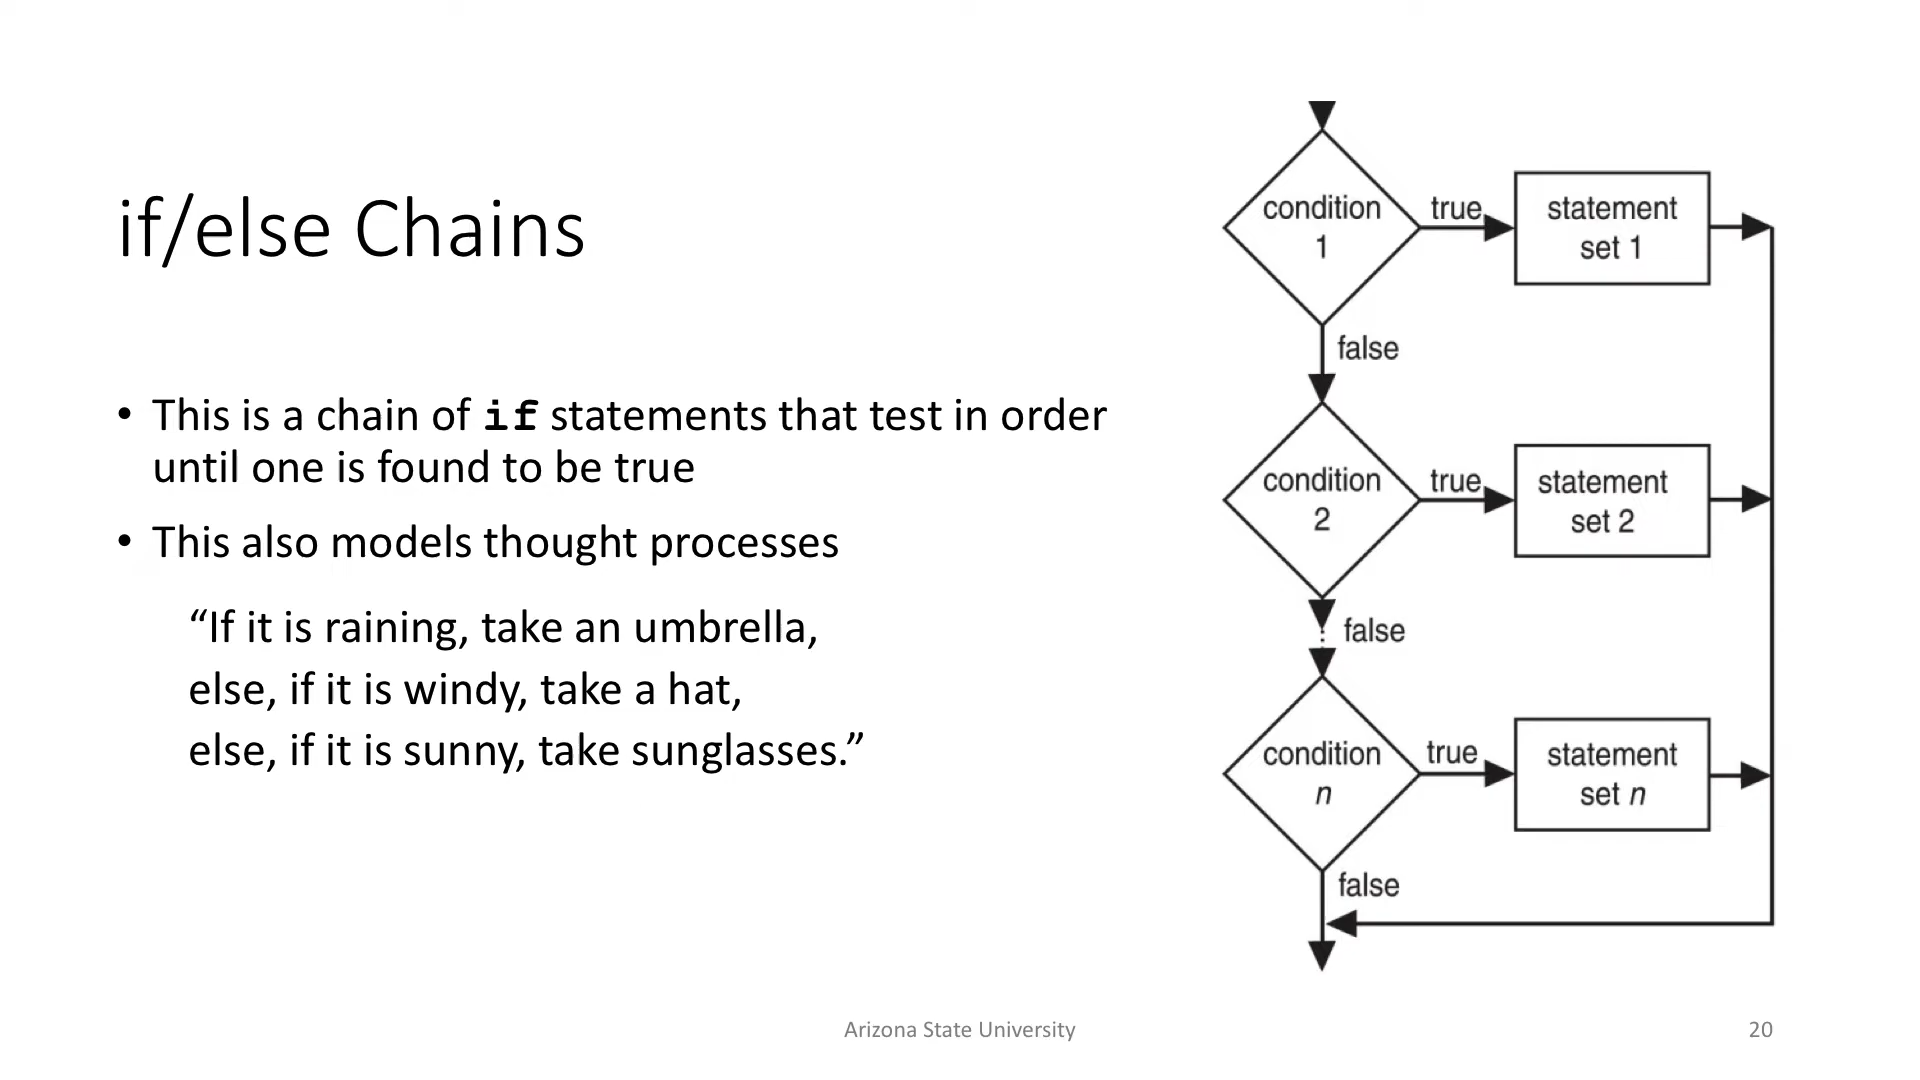 if/else Chains
• This is a chain of if statements that test in order
until one is found to be true
• This also models thought processes
“If it is raining, take an umbrella,
else, if it is windy, take a hat,
else, if it is sunny, take sunglasses.”
condition
1
true
statement
set 1
false
condition
2
true
statement
set 2
false
condition
n
true
statement
set n
false
Arizona State University
20